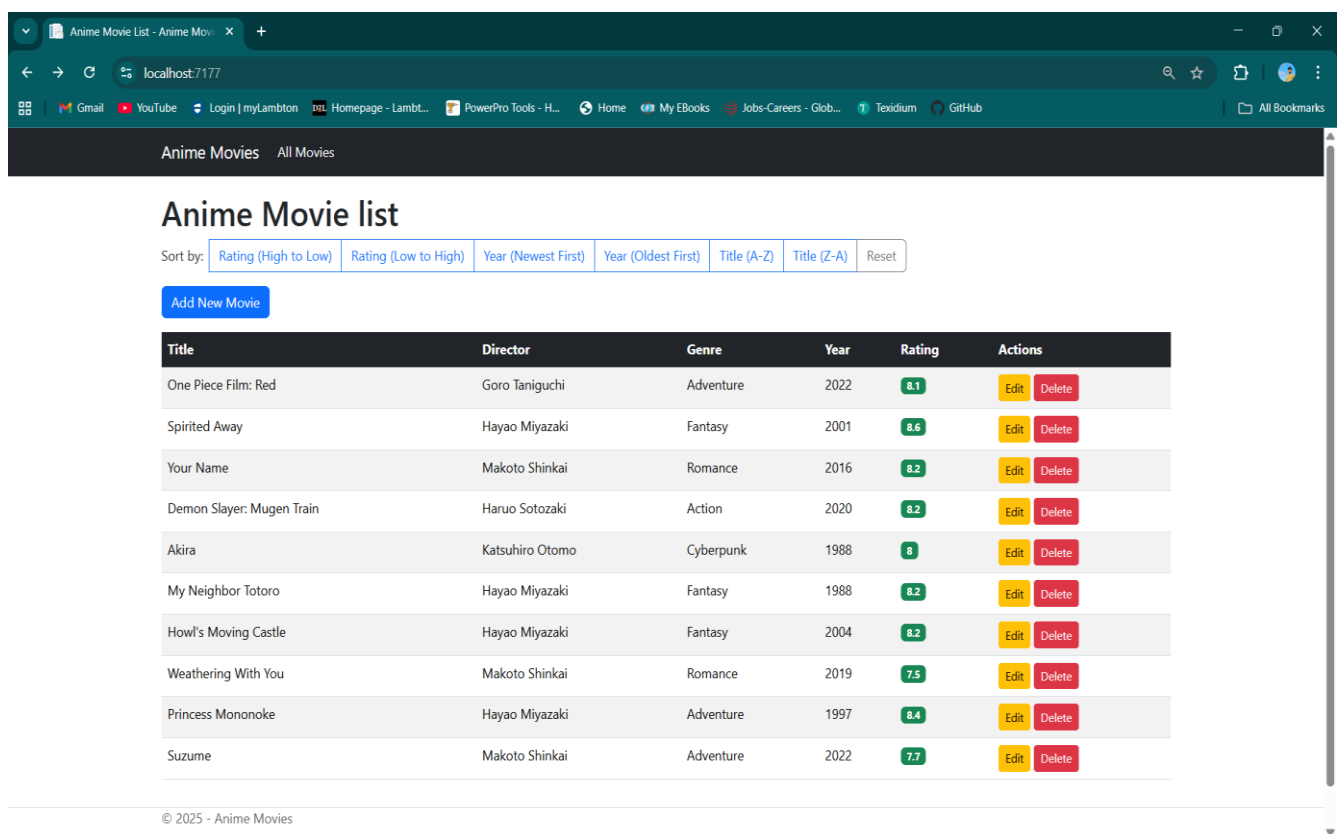 Anime Movie List - Anime Movi
localhost:7177
Gmail YouTube Login | myLambton Homepage - Lambt... PowerPro Tools - H... Home My EBooks Jobs-Careers - Glob... Texidium GitHub All Bookmarks
Anime Movies All Movies
Anime Movie list
Sort by: Rating (High to Low) Rating (Low to High) Year (Newest First) Year (Oldest First) Title (A-Z) Title (Z-A) Reset
Add New Movie
Title Director Genre Year Rating Actions
One Piece Film: Red Goro Taniguchi Adventure 2022 8.1 Edit Delete
Spirited Away Hayao Miyazaki Fantasy 2001 8.6 Edit Delete
Your Name Makoto Shinkai Romance 2016 8.2 Edit Delete
Demon Slayer: Mugen Train Haruo Sotozaki Action 2020 8.2 Edit Delete
Akira Katsuhiro Otomo Cyberpunk 1988 8 Edit Delete
My Neighbor Totoro Hayao Miyazaki Fantasy 1988 8.2 Edit Delete
Howl's Moving Castle Hayao Miyazaki Fantasy 2004 8.2 Edit Delete
Weathering With You Makoto Shinkai Romance 2019 7.5 Edit Delete
Princess Mononoke Hayao Miyazaki Adventure 1997 8.4 Edit Delete
Suzume Makoto Shinkai Adventure 2022 7.7 Edit Delete
© 2025 - Anime Movies